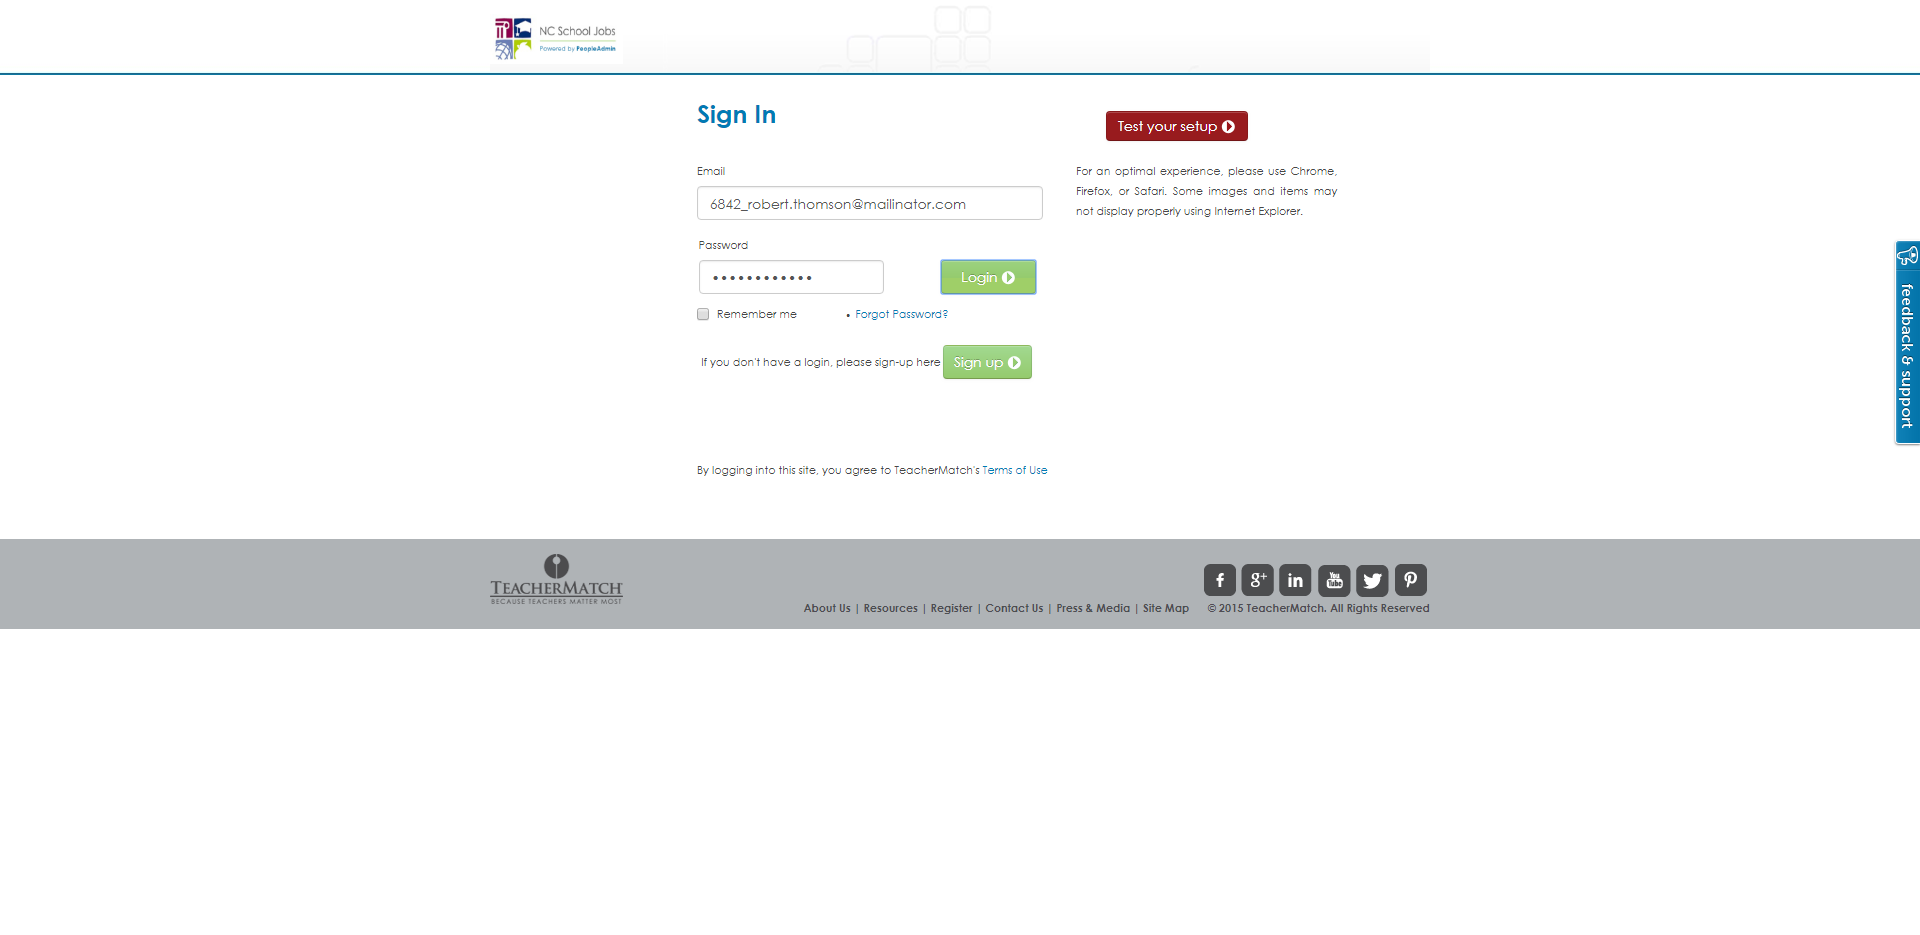 NC School Jobs
Powered by PeopleAdmin
Sign In
Test your setup
Email
6842_robert.thomson@mailinator.com
For an optimal experience, please use Chrome,
Firefox, or Safari. Some images and items may
not display properly using Internet Explorer.
Password
••••••••••••
Login
Remember me
• Forgot Password?
If you don't have a login, please sign-up here
Sign up
feedback & support
By logging into this site, you agree to TeacherMatch's Terms of Use
TEACHERMATCH
BECAUSE TEACHERS MATTER MOST
f
g+
in
You Tube
About Us | Resources | Register | Contact Us | Press & Media | Site Map
© 2015 TeacherMatch. All Rights Reserved